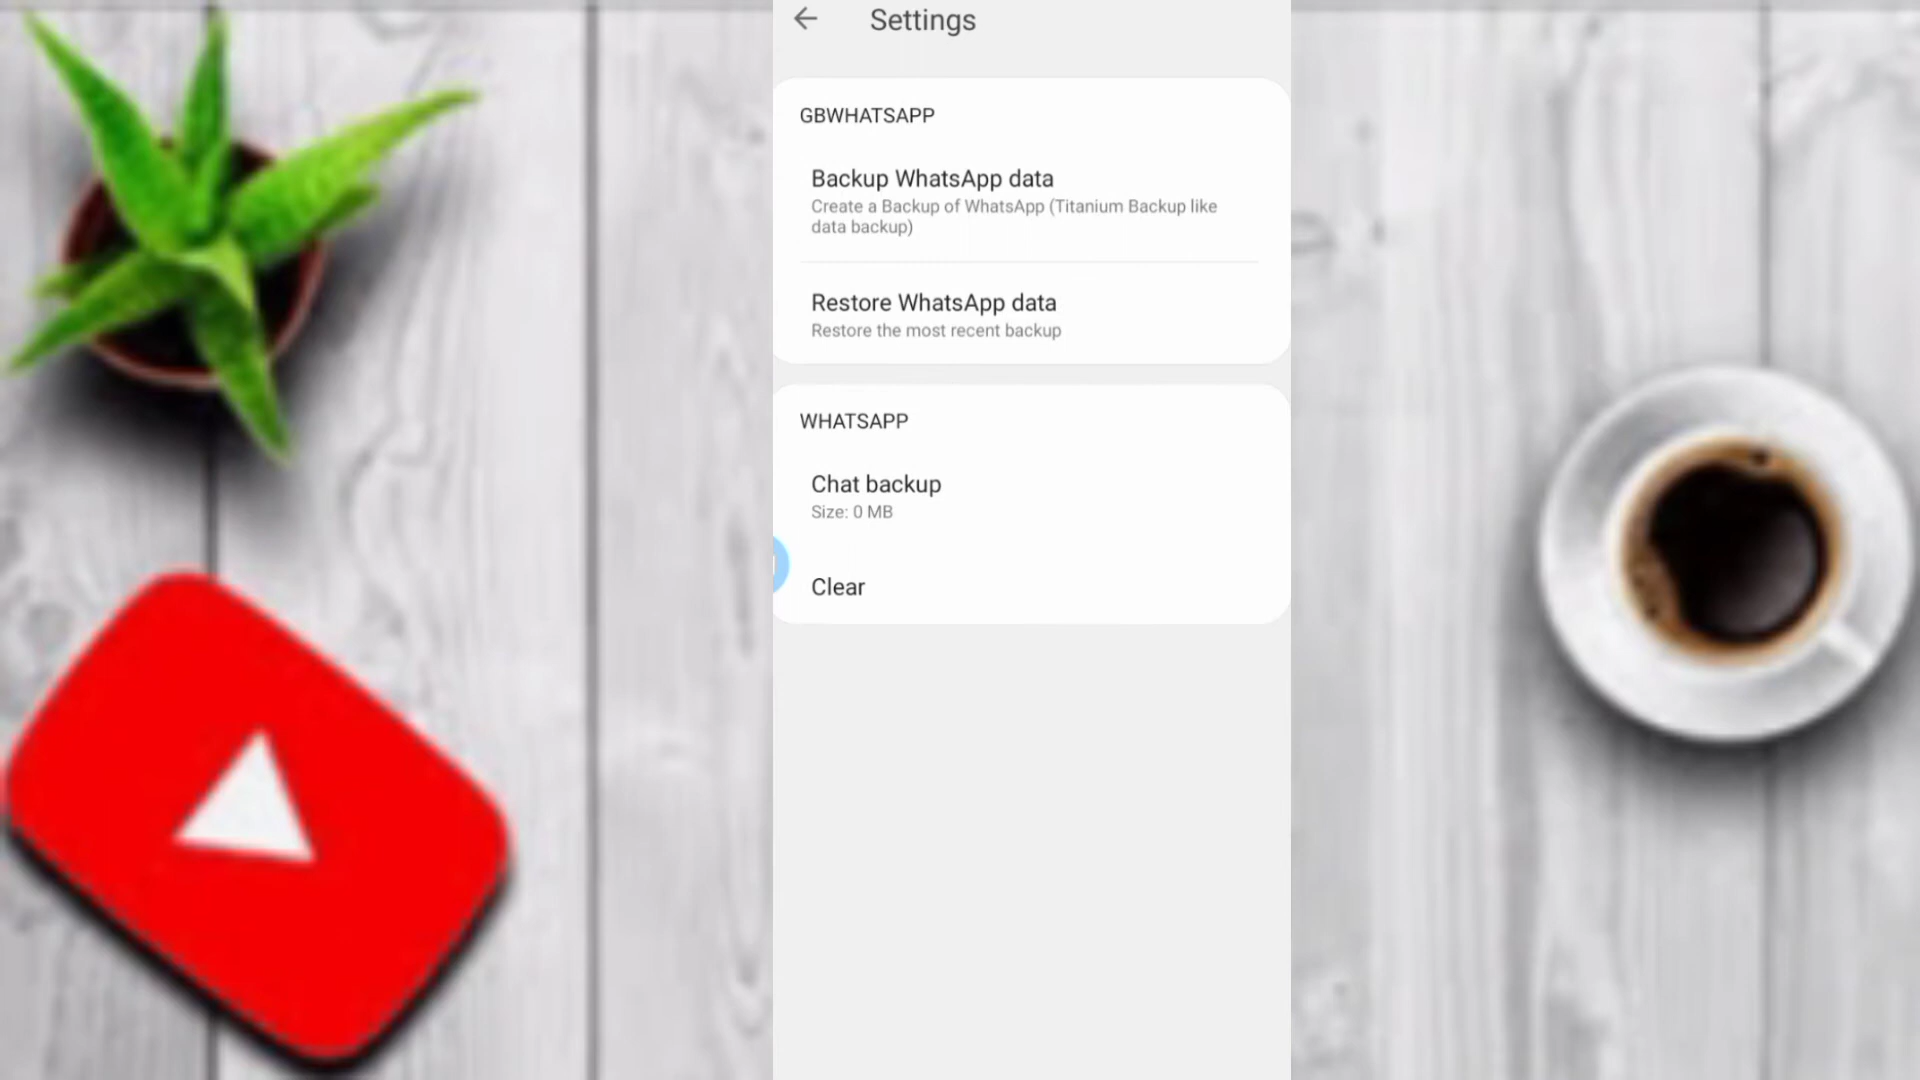 Settings
GBWHATSAPP
Backup WhatsApp data
Create a Backup of WhatsApp (Titanium Backup like
data backup)
Restore WhatsApp data
Restore the most recent backup
WHATSAPP
Chat backup
Size: 0 MB
Clear